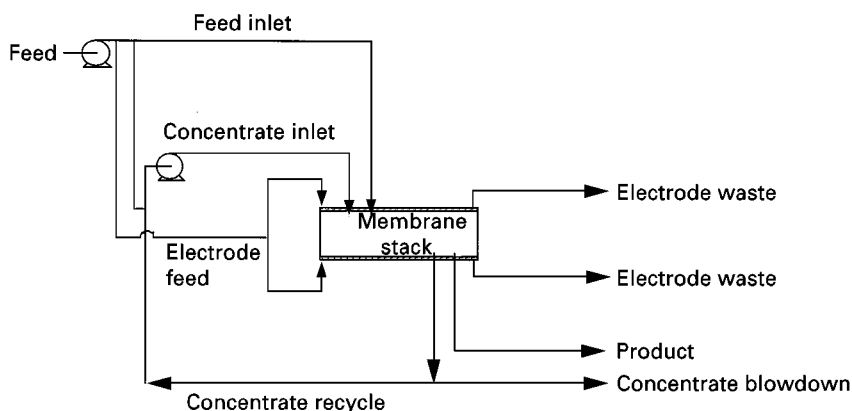 Feed inlet
Feed
Concentrate inlet
Electrode waste
Membrane
stack
Electrode
feed
Electrode waste
Product
Concentrate blowdown
Concentrate recycle